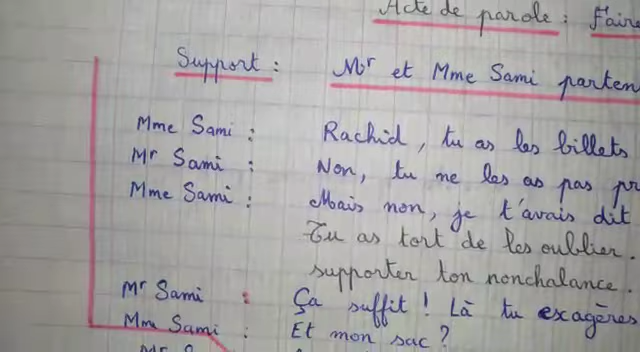 Acte de parole : Faire
Support : Mr et Mme Sami parten
Mme Sami : Rachid, tu as les billets
Mr Sami : Non, tu ne les as pas pr
Mme Sami : Mais non, je t'avais dit
Tu as tort de les oublier.
supporter ton nonchalance.
Mr Sami : Ça suffit ! Là tu exagères
Mme Sami : Et mon sac ?
Mr S